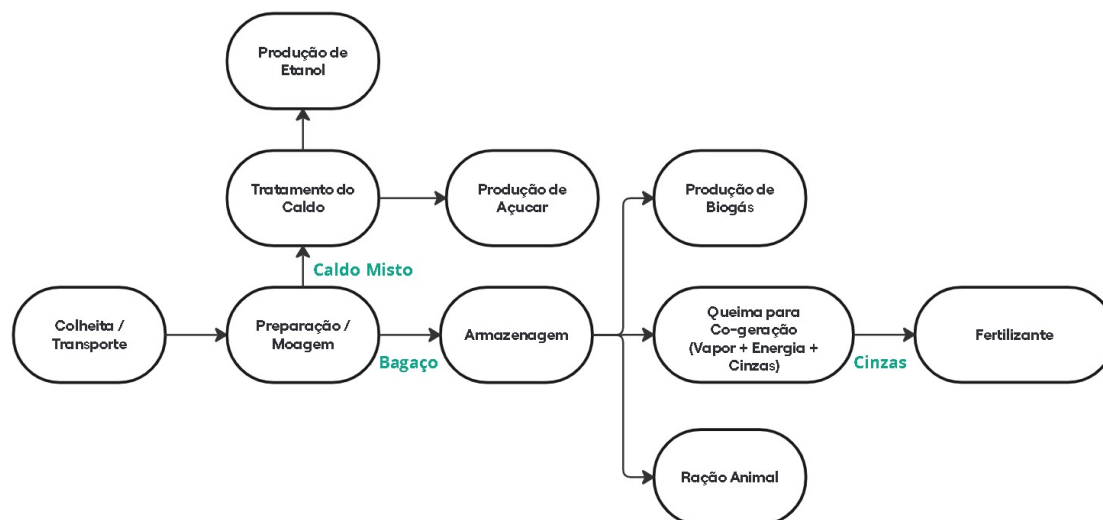 Produção de
Etanol
Tratamento do
Caldo
Produção de
Açucar
Produção de
Biogás
Caldo Misto
Colheita /
Transporte
Preparação /
Moagem
Bagaço
Armazenagem
Queima para
Co-geração
(Vapor + Energia +
Cinzas)
Cinzas
Fertilizante
Ração Animal